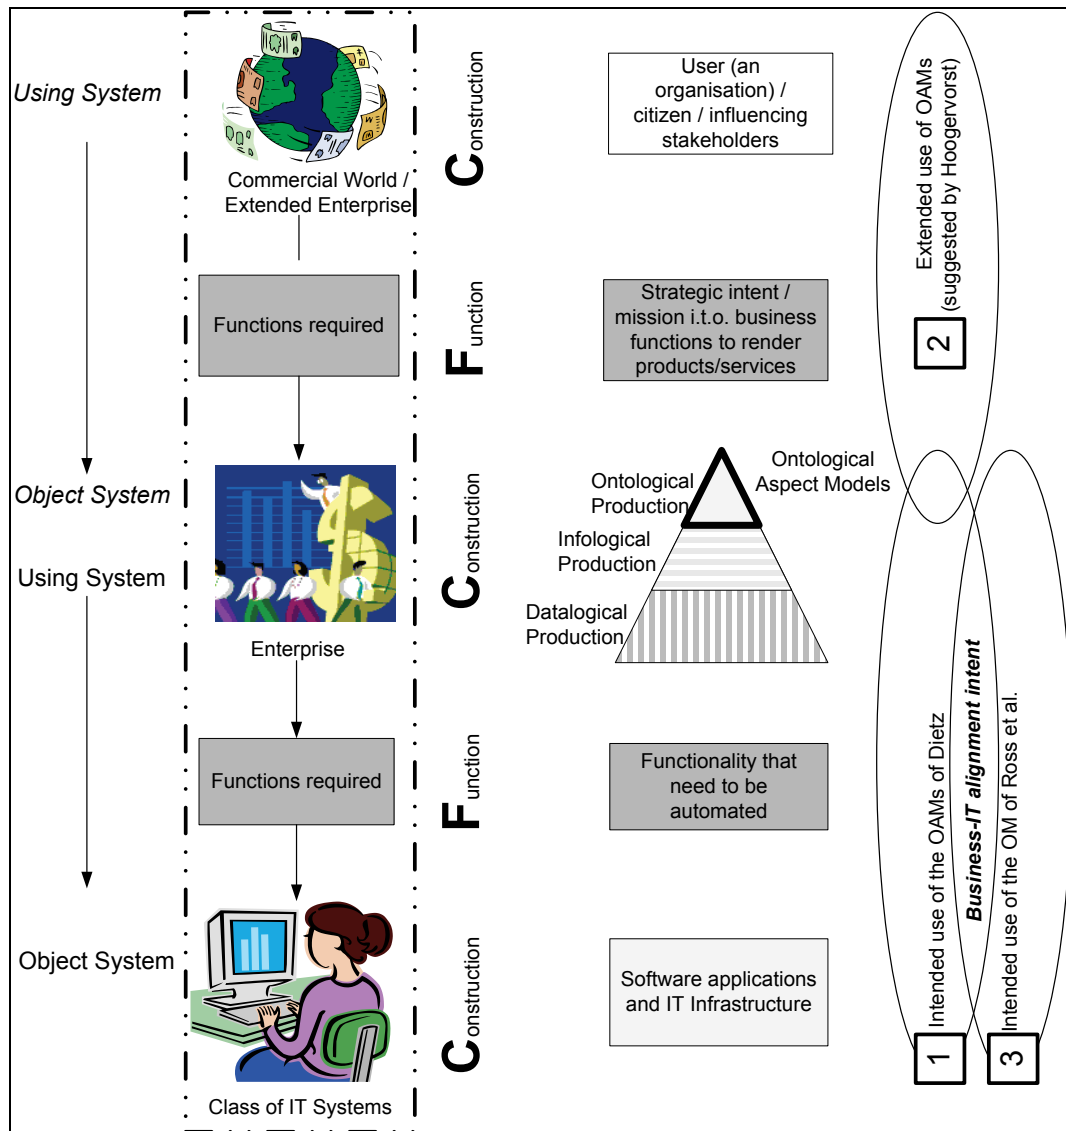 Using System
Commercial World /
Extended Enterprise
Construction
User (an
organisation) /
citizen / influencing
stakeholders
Extended use of OAMs
(suggested by Hoogervorst)
2
Functions required
Function
Strategic intent /
mission i.t.o. business
functions to render
products/services
Object System
Using System
Enterprise
Construction
Ontological
Production
Ontological
Aspect Models
Infological
Production
Datalogical
Production
Functions required
Function
Functionality that
need to be
automated
Object System
Class of IT Systems
Construction
Software applications
and IT Infrastructure
Intended use of the OAMs of Dietz
1
Business-IT alignment intent
Intended use of the OM of Ross et al.
3